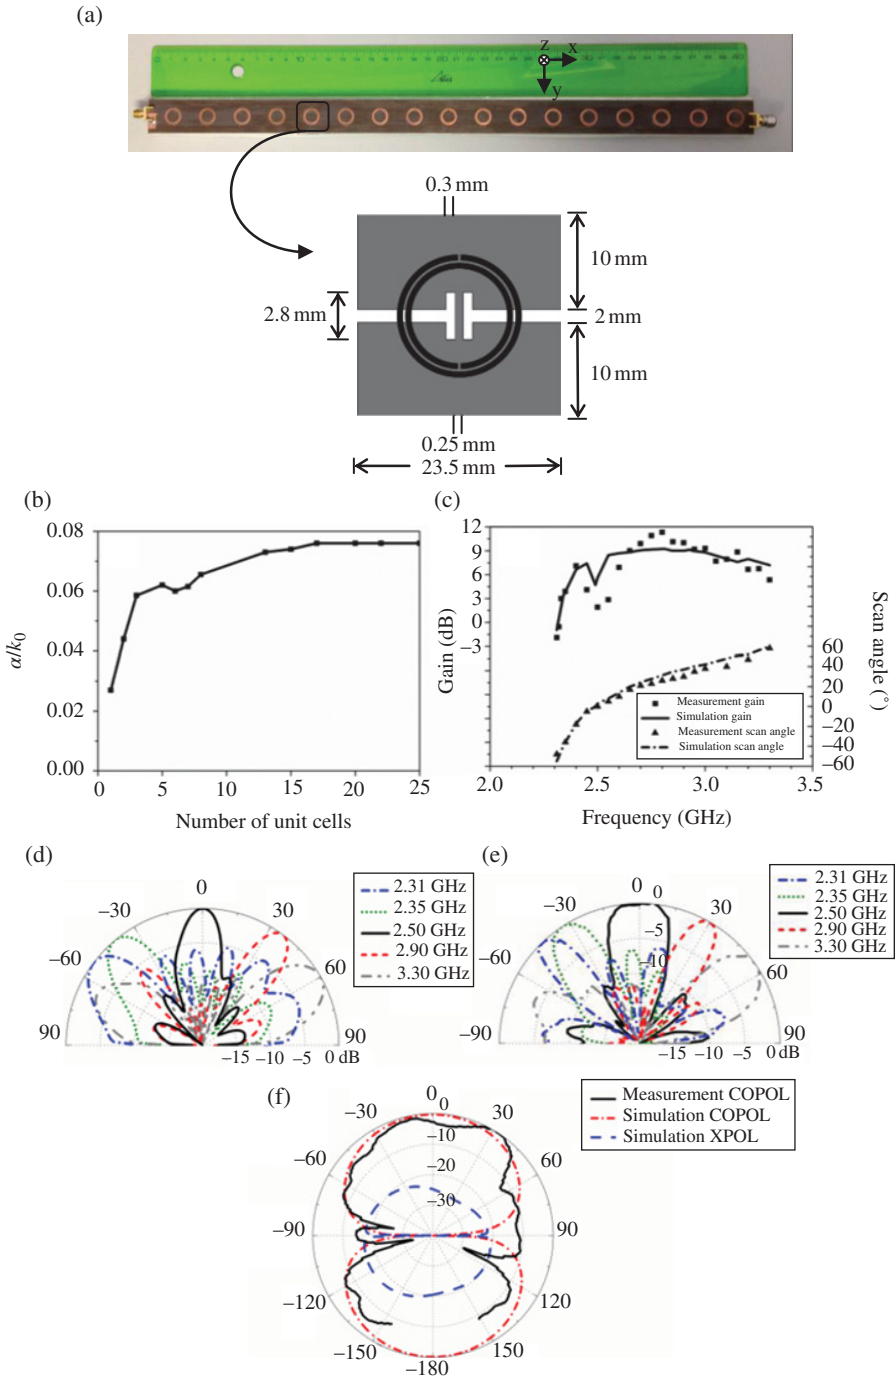 (a)
z
x
y
0.3 mm
10 mm
2.8 mm
2 mm
10 mm
0.25 mm
23.5 mm
(b)
0.08
0.06
0.04
0.02
0.00
α/k0
0 5 10 15 20 25
Number of unit cells
(c)
12
9
6
3
0
−3
Gain (dB)
60
40
20
0
−20
−40
−60
Scan angle (°)
Measurement gain
Simulation gain
Measurement scan angle
Simulation scan angle
2.0 2.5 3.0 3.5
Frequency (GHz)
(d)
0
−30 30
−60 60
90 90
−15 −10 −5 0 dB
2.31 GHz
2.35 GHz
2.50 GHz
2.90 GHz
3.30 GHz
(e)
0 0
−5
−10
−30 30
−60 60
−90 90
−15 −10 −5 0 dB
2.31 GHz
2.35 GHz
2.50 GHz
2.90 GHz
3.30 GHz
(f)
0
0
−10
−20
−30
−30 30
−60 60
−90 90
−120 120
−150 150
−180
Measurement COPOL
Simulation COPOL
Simulation XPOL